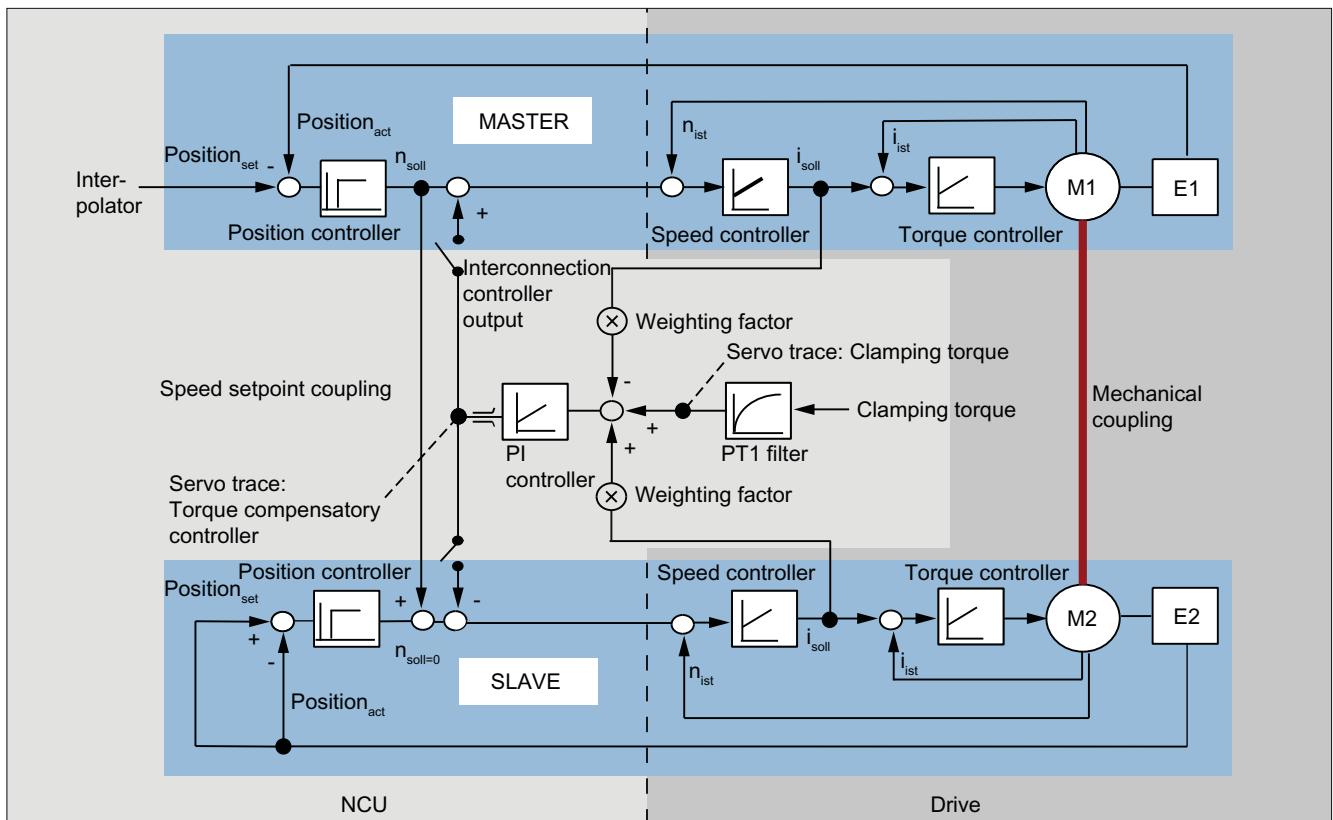 MASTER
Position_act
n_ist
i_ist
Position_set
-
n_soll
i_soll
Inter-
polator
M1
E1
+
Position controller
Speed controller
Torque controller
Interconnection
controller
output
Weighting factor
Servo trace: Clamping torque
-
Speed setpoint coupling
Clamping torque
Mechanical
coupling
+
+
PI
controller
PT1 filter
Weighting factor
Servo trace:
Torque compensatory
controller
Position controller
Speed controller
Torque controller
Position_set
+
-
+
-
M2
E2
n_soll=0
i_soll
i_ist
n_ist
SLAVE
Position_act
NCU
Drive